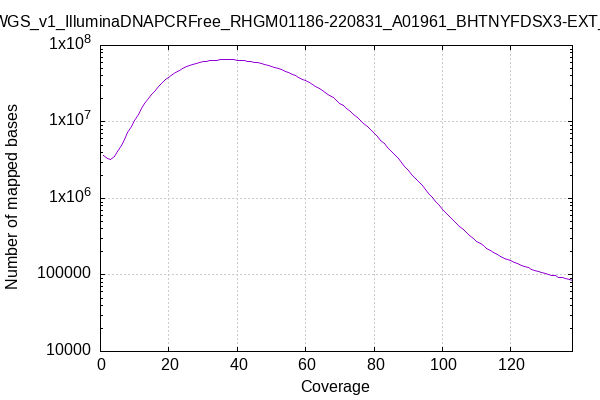 WGS_v1_IlluminaDNAPCRFree_RHGM01186-220831_A01961_BHTNYFDSX3-EXT_
1x10^8
1x10^7
1x10^6
100000
10000
Number of mapped bases
0 20 40 60 80 100 120
Coverage